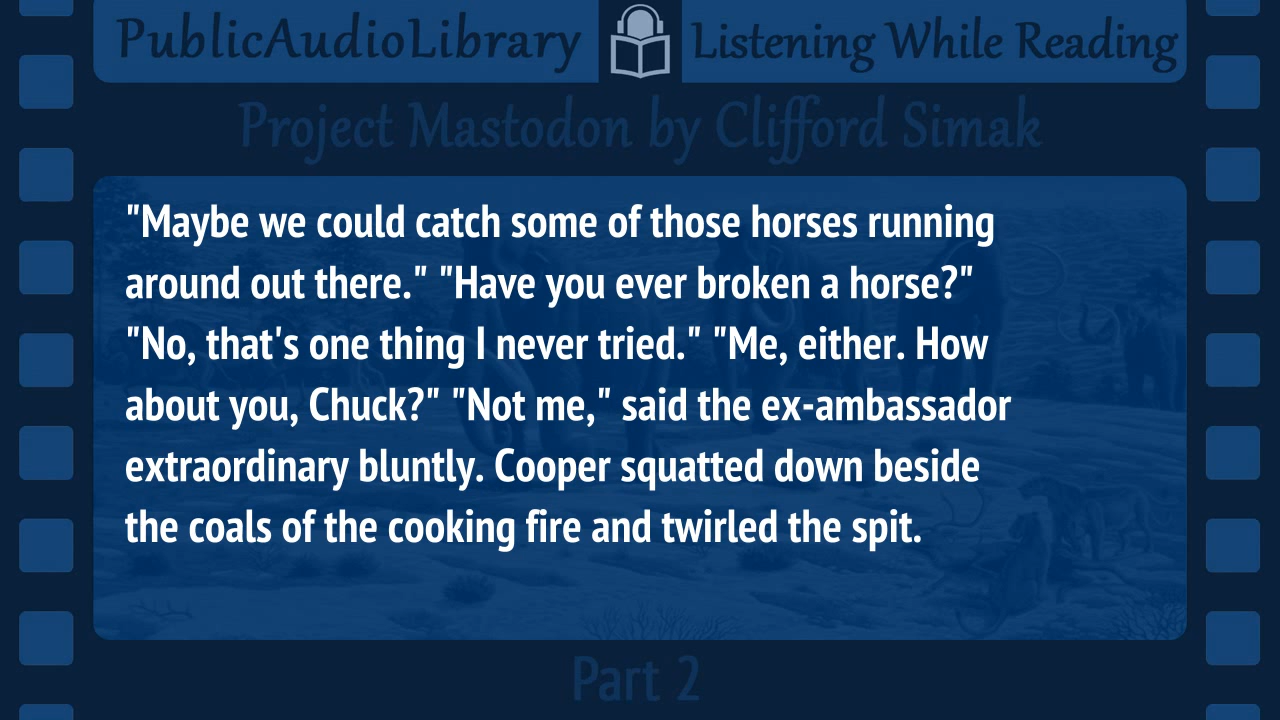 PublicAudioLibrary Listening While Reading
Project Mastodon by Clifford Simak
"Maybe we could catch some of those horses running
around out there." "Have you ever broken a horse?"
"No, that's one thing I never tried." "Me, either. How
about you, Chuck?" "Not me," said the ex-ambassador
extraordinary bluntly. Cooper squatted down beside
the coals of the cooking fire and twirled the spit.
Part 2